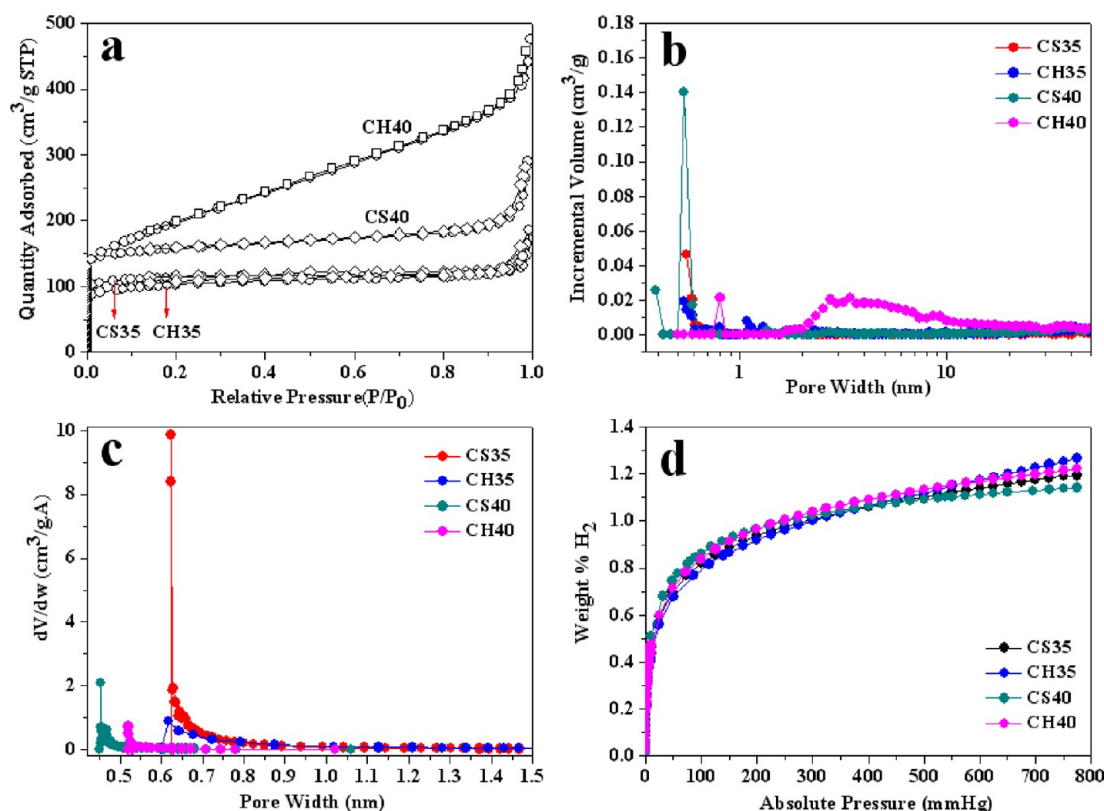 a
500
400
300
200
100
0
0.0 0.2 0.4 0.6 0.8 1.0
Quantity Adsorbed (cm³/g STP)
Relative Pressure(P/P₀)
CH40
CS40
CS35 CH35
b
0.18
0.16
0.14
0.12
0.10
0.08
0.06
0.04
0.02
0.00
1 10
Incremental Volume (cm³/g)
Pore Width (nm)
CS35
CH35
CS40
CH40
c
10
8
6
4
2
0
0.5 0.6 0.7 0.8 0.9 1.0 1.1 1.2 1.3 1.4 1.5
dV/dw (cm³/g.A)
Pore Width (nm)
CS35
CH35
CS40
CH40
d
1.4
1.2
1.0
0.8
0.6
0.4
0.2
0.0
0 100 200 300 400 500 600 700 800
Weight % H₂
Absolute Pressure (mmHg)
CS35
CH35
CS40
CH40